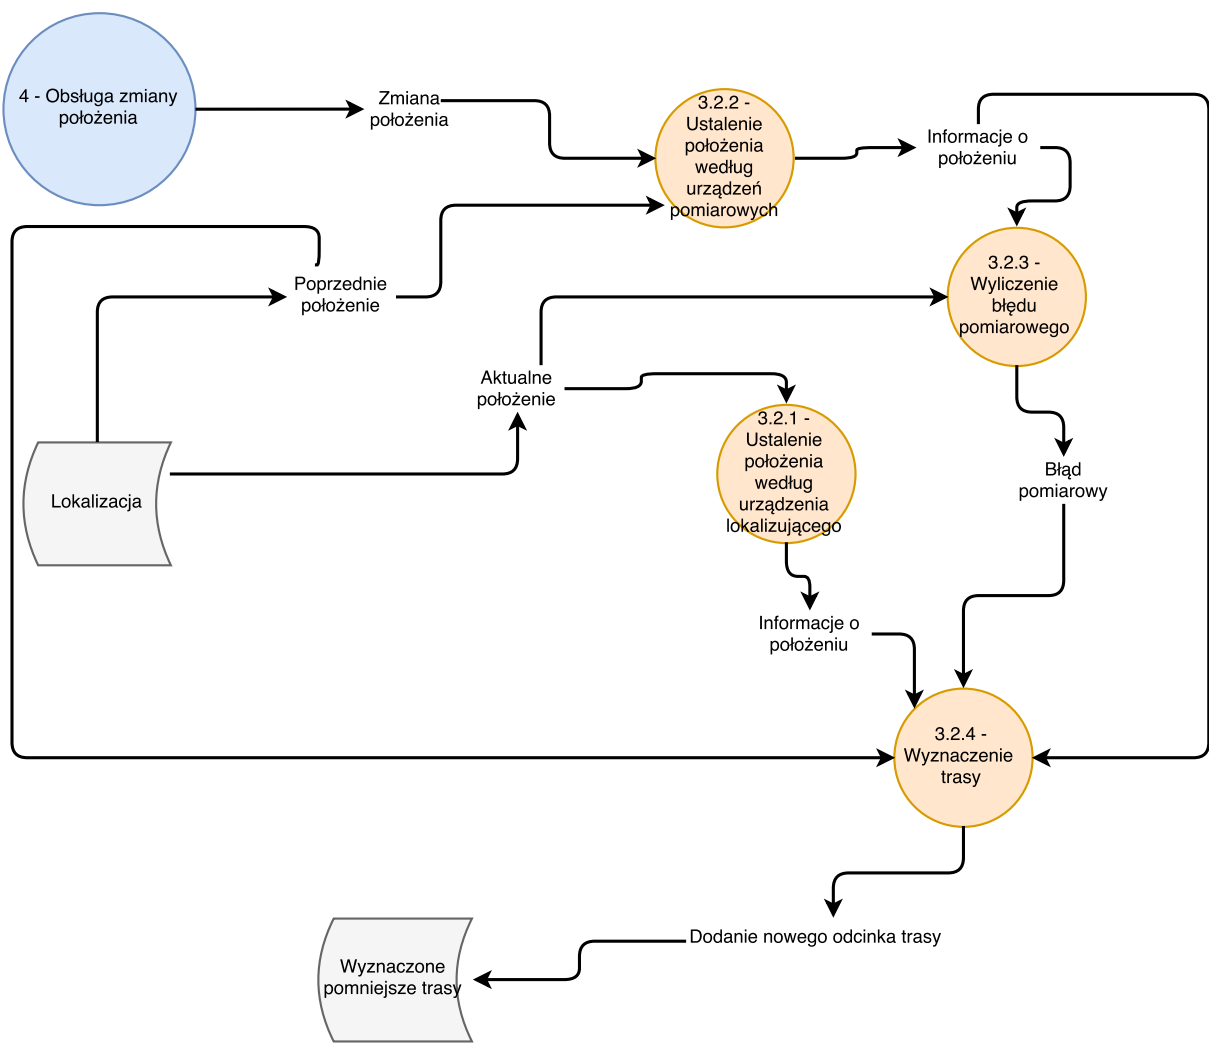 4 - Obsługa zmiany
położenia
Zmiana
położenia
3.2.2 -
Ustalenie
położenia
według
urządzeń
pomiarowych
Informacje o
położeniu
Poprzednie
położenie
3.2.3 -
Wyliczenie
błędu
pomiarowego
Aktualne
położenie
3.2.1 -
Ustalenie
położenia
według
urządzenia
lokalizującego
Lokalizacja
Błąd
pomiarowy
Informacje o
położeniu
3.2.4 -
Wyznaczenie
trasy
Dodanie nowego odcinka trasy
Wyznaczone
pomniejsze trasy